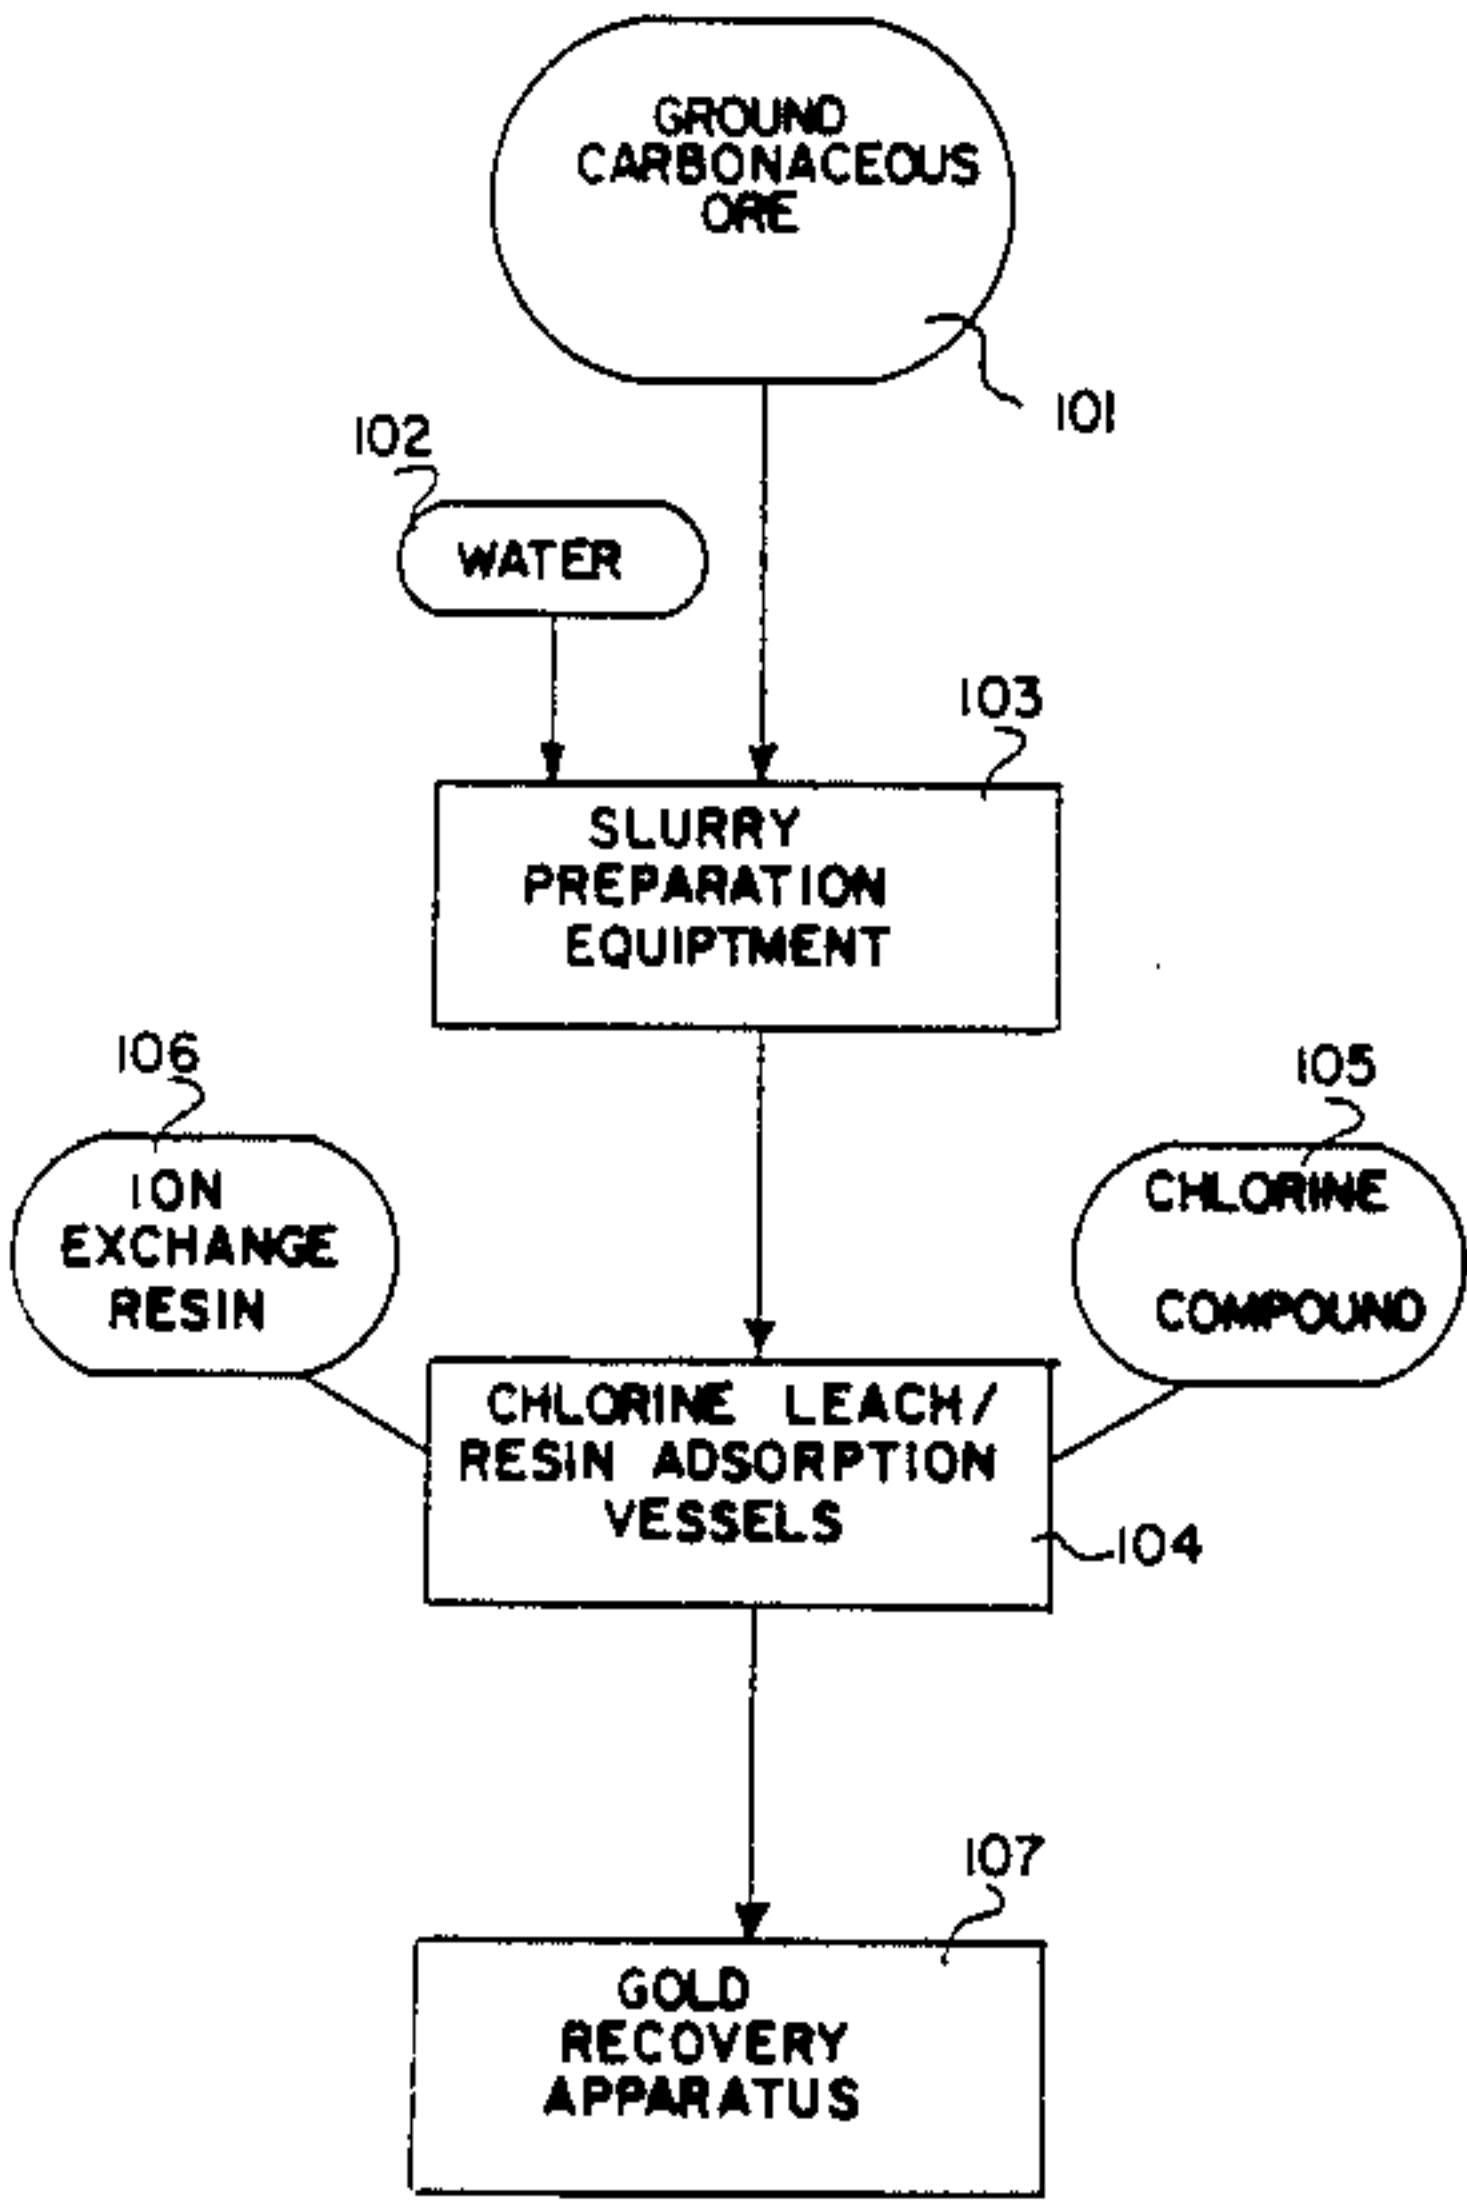 GROUND
CARBONACEOUS
ORE
101
102
WATER
103
SLURRY
PREPARATION
EQUIPTMENT
106
ION
EXCHANGE
RESIN
105
CHLORINE
COMPOUND
CHLORINE LEACH/
RESIN ADSORPTION
VESSELS
104
107
GOLD
RECOVERY
APPARATUS